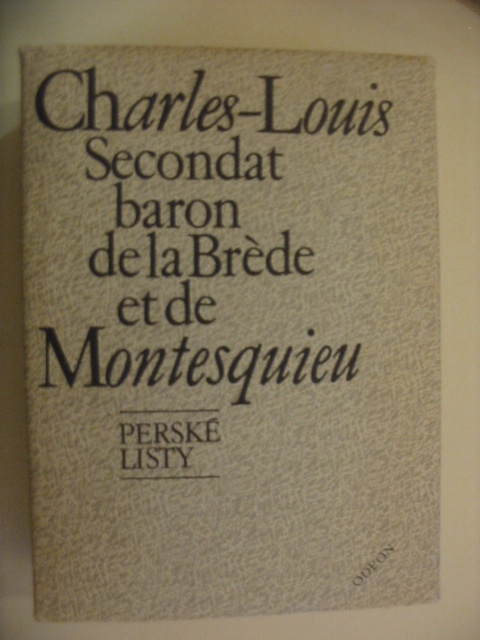 Charles-Louis
Secondat
baron
de la Brède
et de
Montesquieu
PERSKÉ
LISTY
ODEON